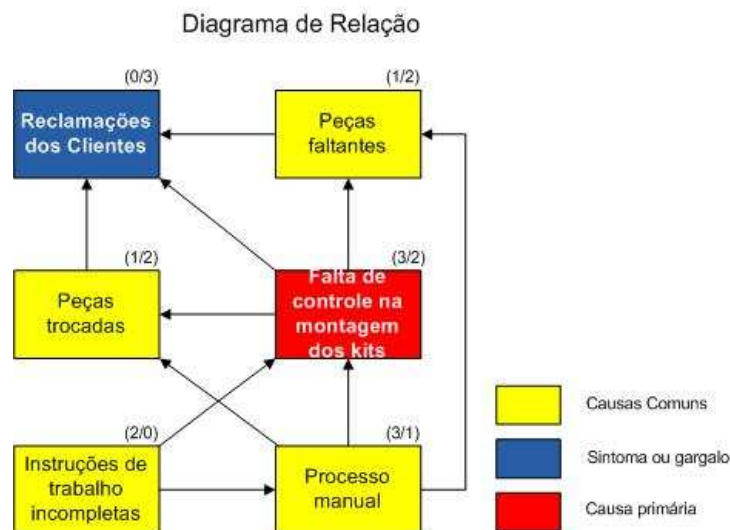 Diagrama de Relação
(0/3)
Reclamações
dos Clientes
(1/2)
Peças
faltantes
(1/2)
Peças
trocadas
(3/2)
Falta de
controle na
montagem
dos kits
(2/0)
Instruções de
trabalho
incompletas
(3/1)
Processo
manual
Causas Comuns
Sintoma ou gargalo
Causa primária